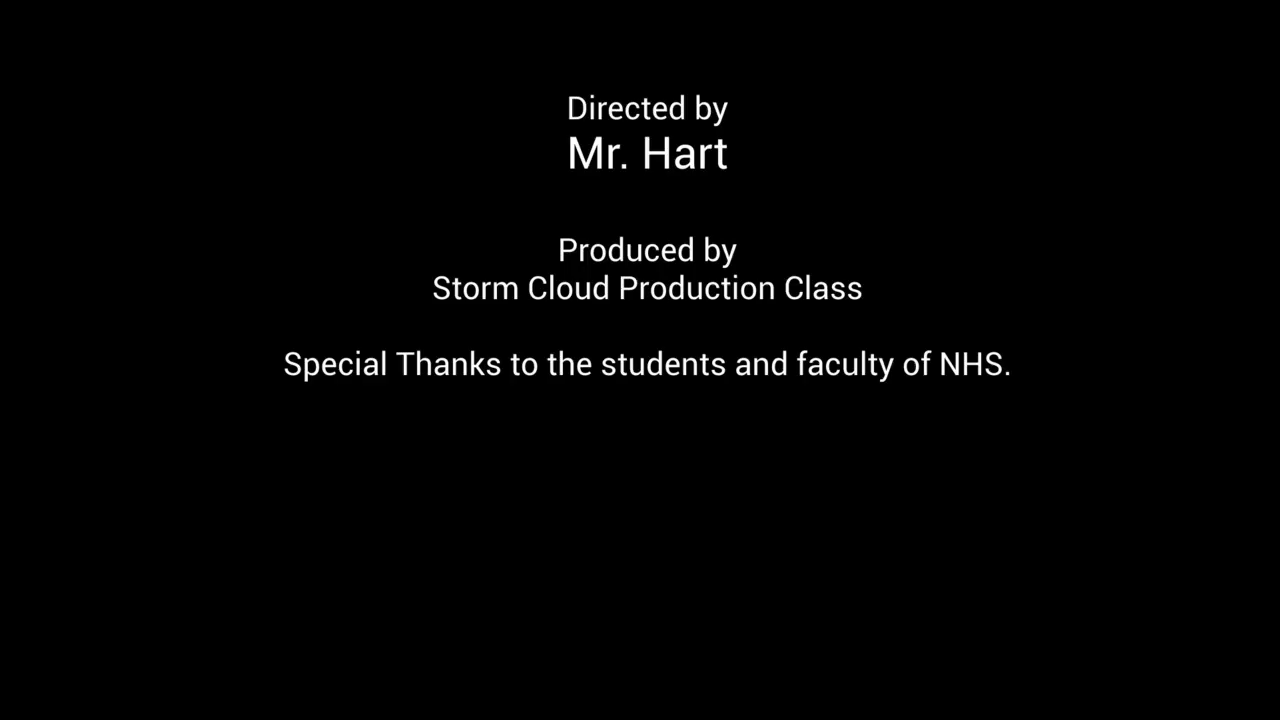 Directed by
Mr. Hart
Produced by
Storm Cloud Production Class
Special Thanks to the students and faculty of NHS.